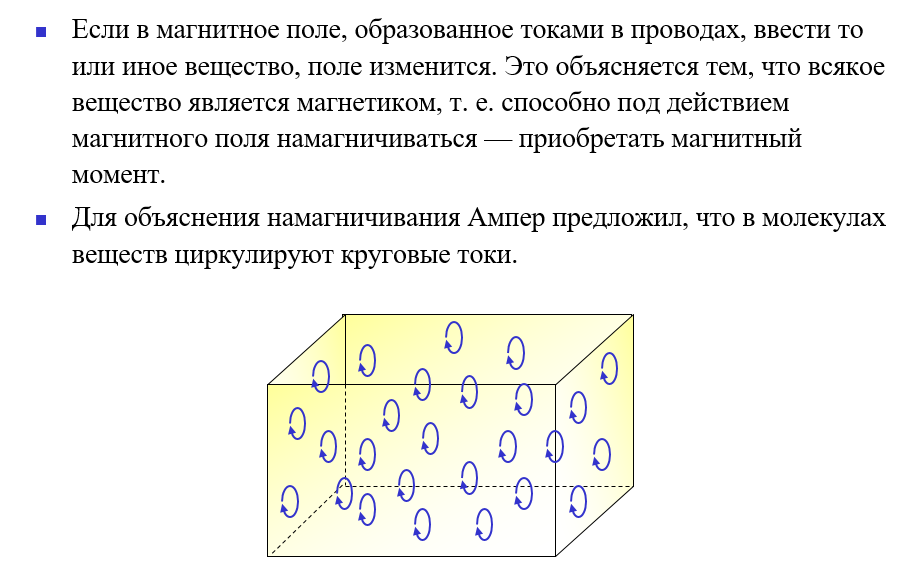 Если в магнитное поле, образованное токами в проводах, ввести то
или иное вещество, поле изменится. Это объясняется тем, что всякое
вещество является магнетиком, т. е. способно под действием
магнитного поля намагничиваться — приобретать магнитный
момент.
Для объяснения намагничивания Ампер предложил, что в молекулах
веществ циркулируют круговые токи.